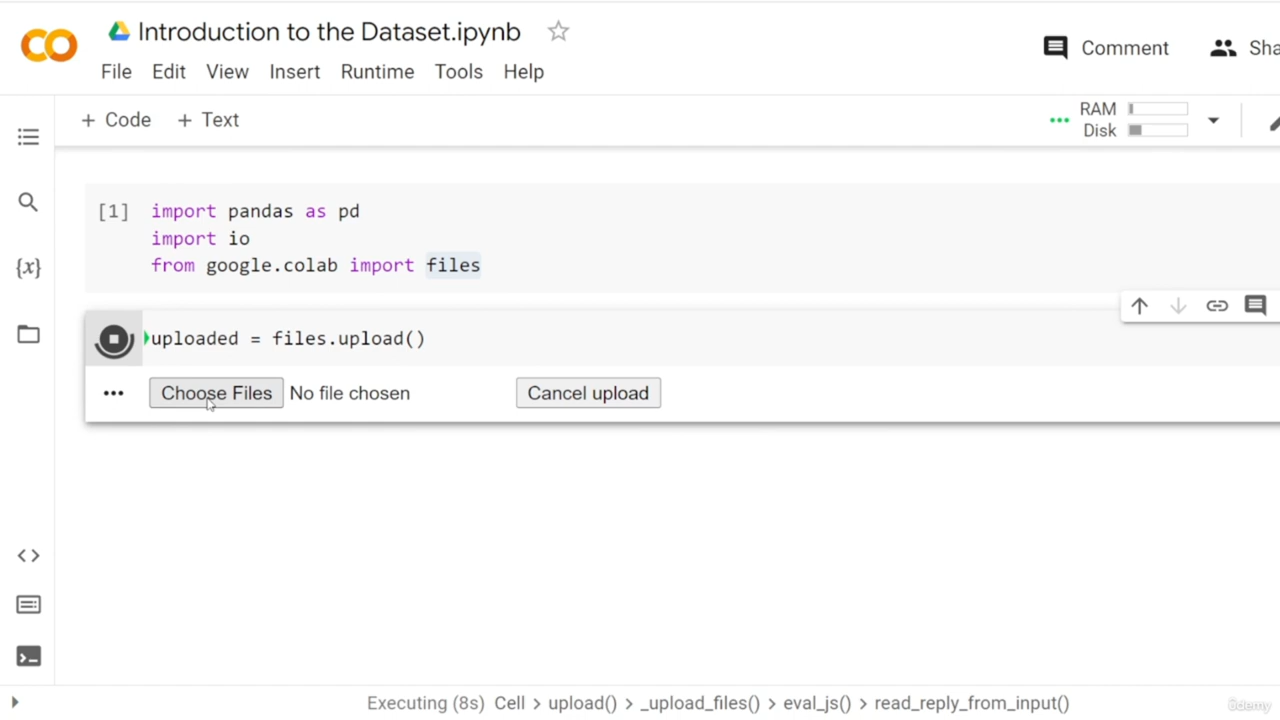 Introduction to the Dataset.ipynb
File Edit View Insert Runtime Tools Help
Comment
Sha
+ Code + Text
RAM
Disk
{x}
[1] import pandas as pd
import io
from google.colab import files
uploaded = files.upload()
••• Choose Files No file chosen Cancel upload
Executing (8s) Cell > upload() > _upload_files() > eval_js() > read_reply_from_input()
ûdemy